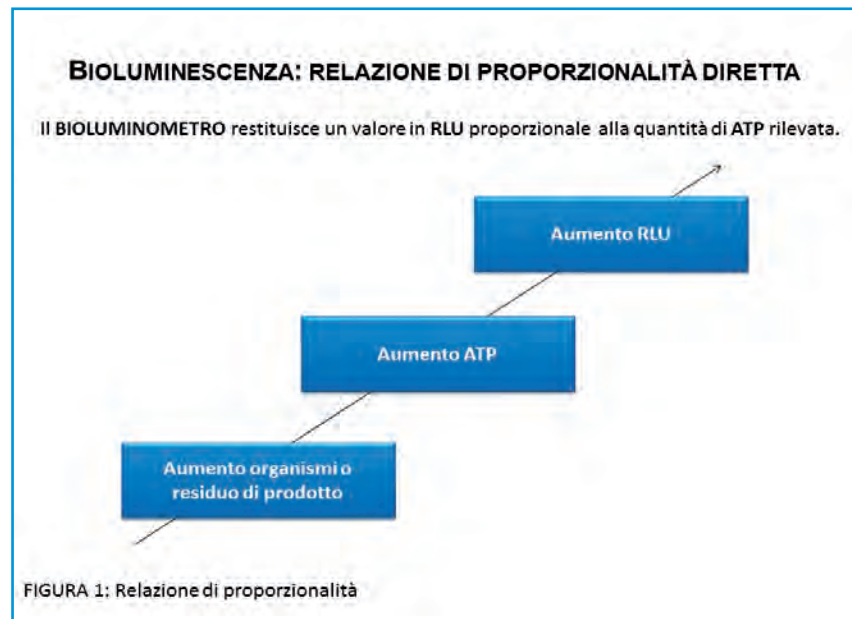 BIOLUMINESCENZA: RELAZIONE DI PROPORZIONALITÀ DIRETTA
Il BIOLUMINOMETRO restituisce un valore in RLU proporzionale alla quantità di ATP rilevata.
Aumento RLU
Aumento ATP
Aumento organismi o
residuo di prodotto
FIGURA 1: Relazione di proporzionalità